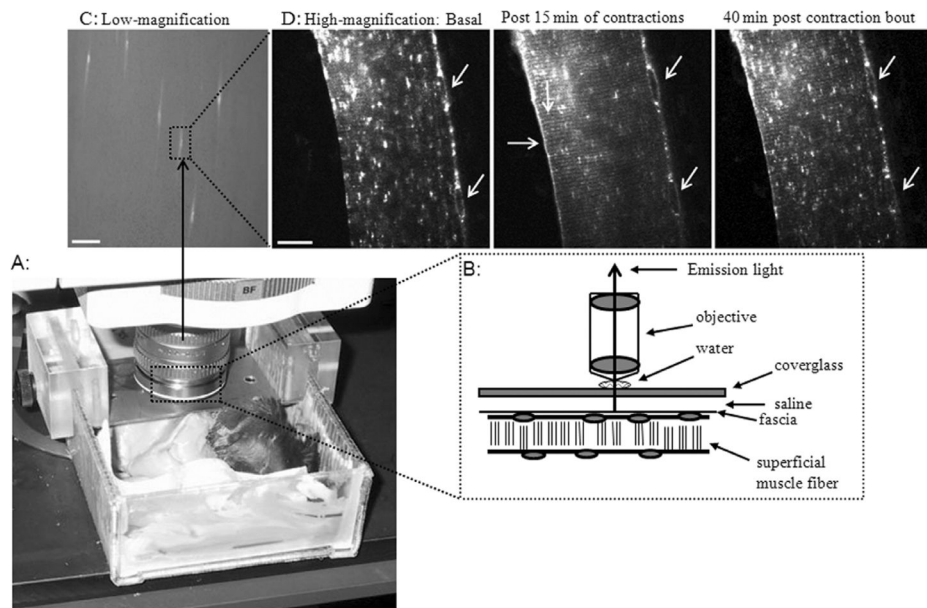 C: Low-magnification
D: High-magnification: Basal
Post 15 min of contractions
40 min post contraction bout
A:
BF
B:
Emission light
objective
water
coverglass
saline
fascia
superficial
muscle fiber